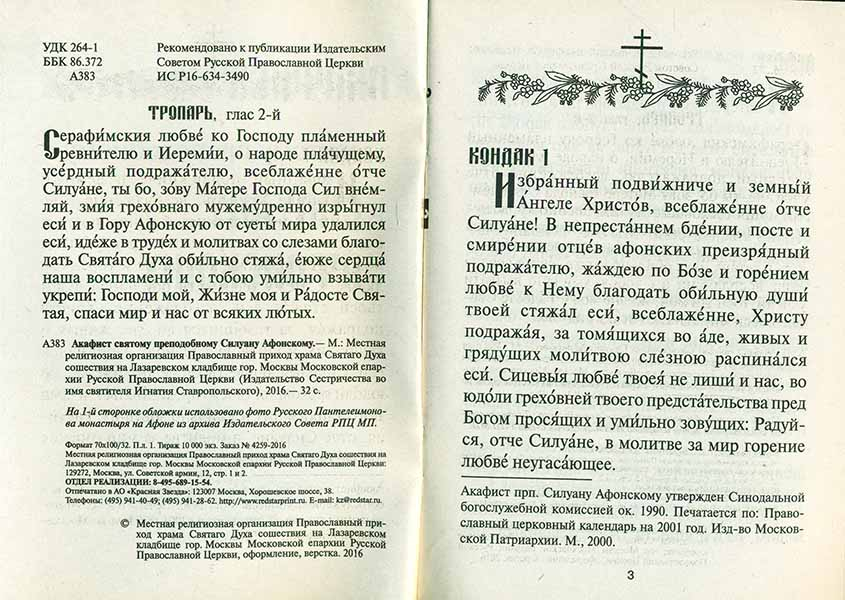 УДК 264-1
ББК 86.372
А383
Рекомендовано к публикации Издательским
Советом Русской Православной Церкви
ИС Р16-634-3490
ТРОПАРЬ, глас 2-й
Серафи́мския любве́ ко Господу пла́менный
ревни́телю и Иереми́и, о народе пла́чущему,
усе́рдный подража́телю, всеблаже́нне о́тче
Силуа́не, ты бо, зо́ву Ма́тере Господа Сил вне́м-
ляй, зми́я грехо́внаго мужему́дренно изры́гнул
еси́ и в Гору Афонскую от суеты́ мира удалился
еси́, иде́же в труде́х и молитвах со слезами благо-
дать Свята́го Духа оби́льно стяжа́, е́юже сердца́
наша воспламени́ и с тобою уми́льно взыва́ти
укрепи́: Господи мой, Жи́зне моя и Ра́досте Свя-
тая, спаси мир и нас от всяких лю́тых.
А383 Акафист святому преподобному Силуану Афонскому.— М.: Местная
религиозная организация Православный приход храма Святаго Духа
сошествия на Лазаревском кладбище гор. Москвы Московской епар-
хии Русской Православной Церкви (Издательство Сестричества во
имя святителя Игнатия Ставропольского), 2016.— 32 с.
На 1-й сторонке обложки использовано фото Русского Пантелеимоно-
ва монастыря на Афоне из архива Издательского Совета РПЦ МП.
Формат 70х100/32. П.л. 1. Тираж 10 000 экз. Заказ № 4259-2016
Местная религиозная организация Православный приход храма Святаго Духа сошествия на
Лазаревском кладбище гор. Москвы Московской епархии Русской Православной Церкви:
129272, Москва, ул. Советской армии, 12, стр. 1 и 2.
ОТДЕЛ РЕАЛИЗАЦИИ: 8-495-689-15-54.
Отпечатано в АО «Красная Звезда»: 123007 Москва, Хорошевское шоссе, 38.
Телефоны: (495) 941-40-49; (495) 941-28-62. http://www.redstarprint.ru. E-mail: kz@redstar.ru.
© Местная религиозная организация Православный при-
ход храма Святаго Духа сошествия на Лазаревском
кладбище гор. Москвы Московской епархии Русской
Православной Церкви, оформление, верстка. 2016
КОНДАК 1
Избра́нный подви́жниче и земны́й
А́нгеле Христо́в, всеблаже́нне о́тче
Силуа́не! В непреста́ннем бде́нии, посте и
смире́нии отце́в афонских преизря́дный
подража́телю, жа́ждею по Бо́зе и горе́нием
любве́ к Нему благодать оби́льную души́
твоей стяжа́л еси́, всеблаже́нне, Христу
подража́я, за томя́щихся во а́де, живых и
гряду́щих моли́твою сле́зною распина́лся
еси́. Сицевы́я любве́ твоея́ не лиши́ и нас, во
юдо́ли грехо́вней твоего предста́тельства пред
Богом прося́щих и уми́льно зову́щих: Ра́дуй-
ся, отче Силуа́не, в молитве за мир горение
любве́ неугаса́ющее.
Акафист прп. Силуану Афонскому утвержден Синодальной
богослужебной комиссией ок. 1990. Печатается по: Право-
славный церковный календарь на 2001 год. Изд-во Москов-
ской Патриархии. М., 2000.
3